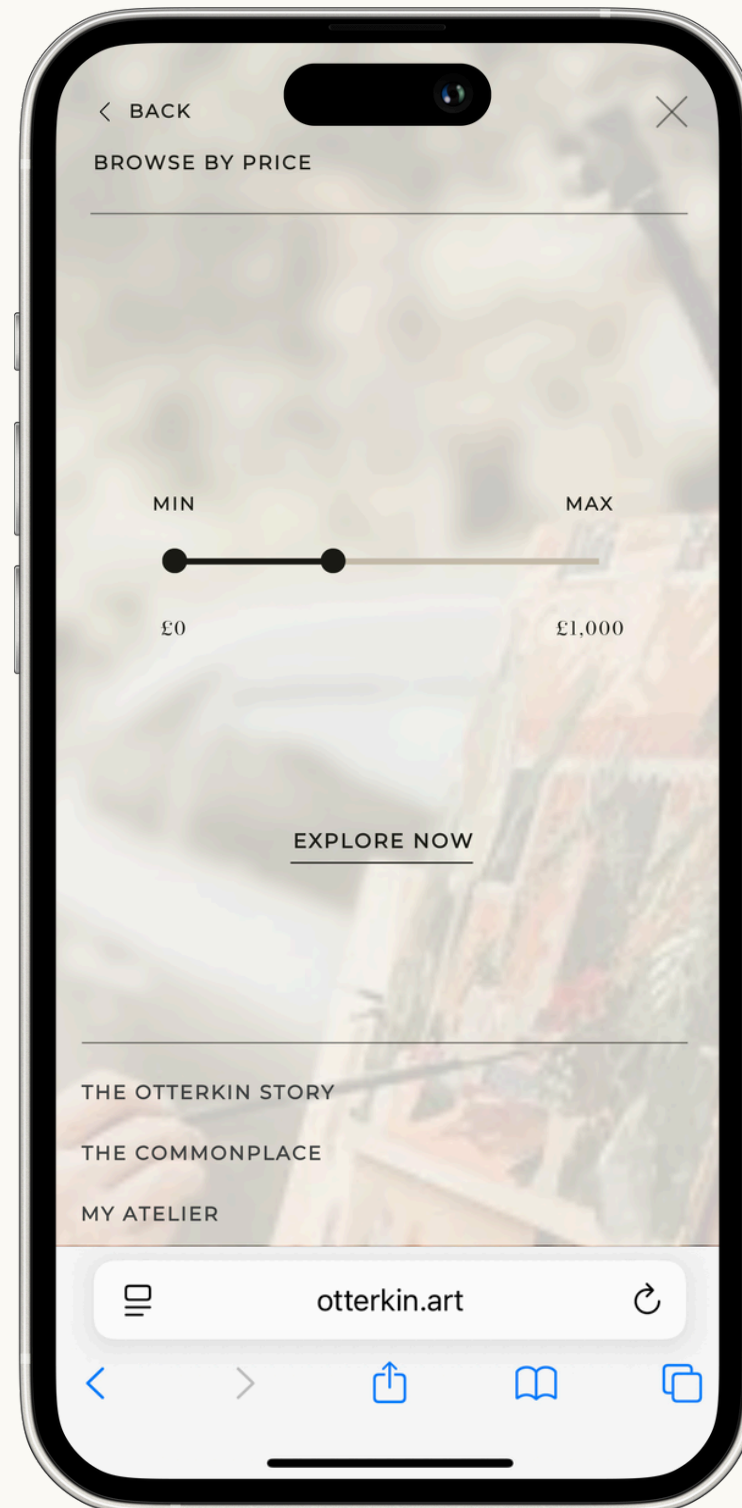 BACK
BROWSE BY PRICE
MIN MAX
£0 £1,000
EXPLORE NOW
THE OTTERKIN STORY
THE COMMONPLACE
MY ATELIER
otterkin.art